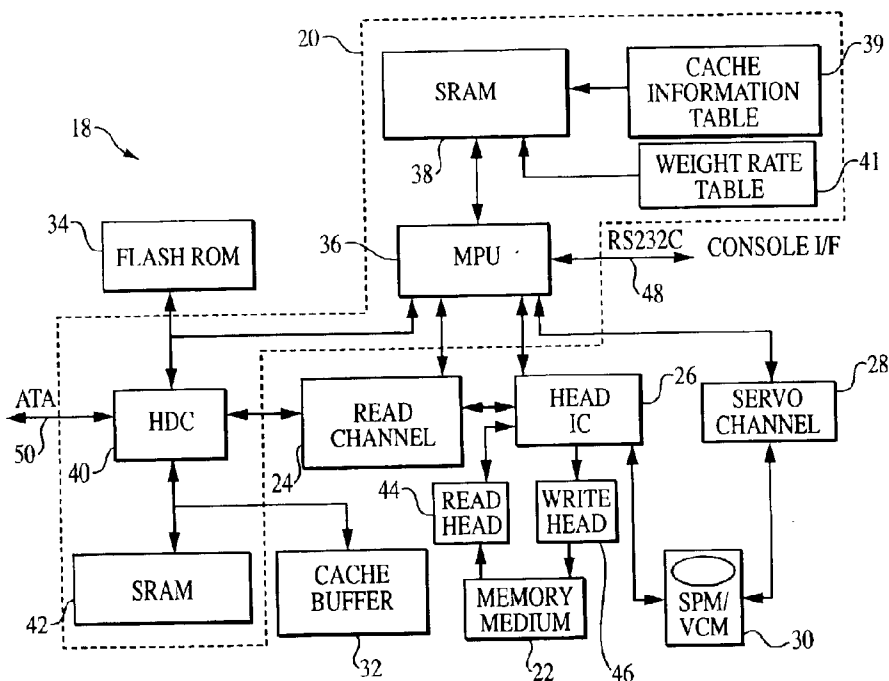 20
39
SRAM
CACHE
INFORMATION
TABLE
18
38
WEIGHT RATE
TABLE
41
34
36
RS232C
CONSOLE I/F
FLASH ROM
MPU
48
ATA
26
28
HDC
READ
CHANNEL
HEAD
IC
SERVO
CHANNEL
50
40
24
44
READ
HEAD
WRITE
HEAD
SRAM
CACHE
BUFFER
MEMORY
MEDIUM
SPM/
VCM
42
32
22
46
30